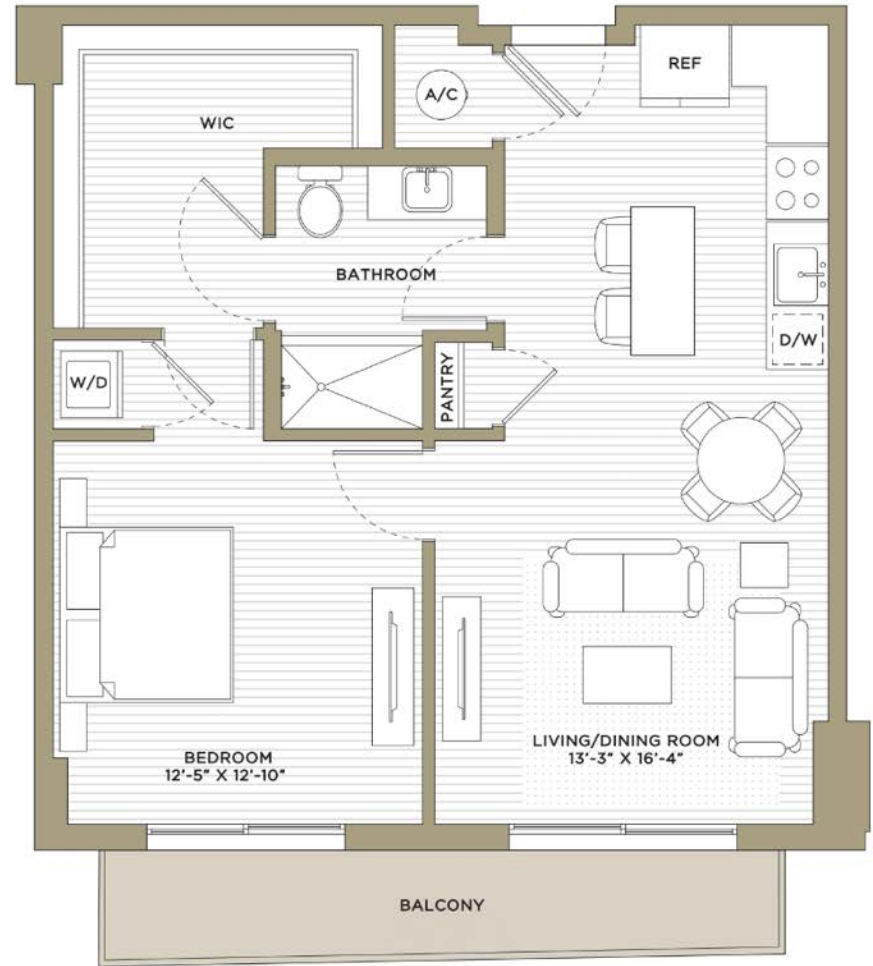 REF
A/C
WIC
BATHROOM
D/W
W/D
PANTRY
LIVING/DINING ROOM
13'-3" X 16'-4"
BEDROOM
12'-5" X 12'-10"
BALCONY